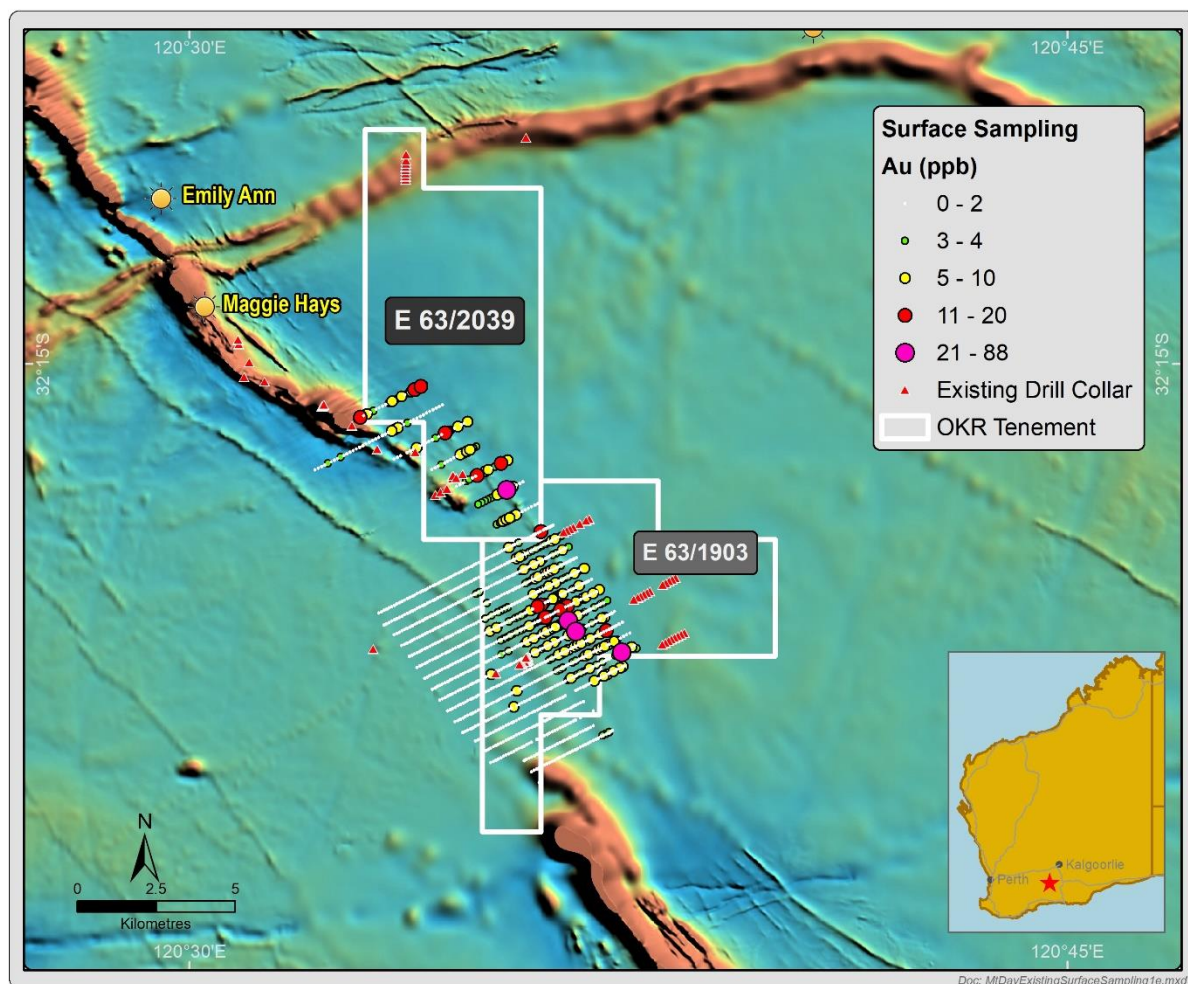 120°30'E
120°45'E
Surface Sampling
Au (ppb)
0 - 2
3 - 4
5 - 10
11 - 20
21 - 88
Existing Drill Collar
OKR Tenement
Emily Ann
Maggie Hays
E 63/2039
32°15'S
32°15'S
E 63/1903
N
0 2.5 5
Kilometres
Kalgoorlie
Perth
120°30'E
120°45'E
Doc: MtDayExistingSurfaceSampling1e.mxd